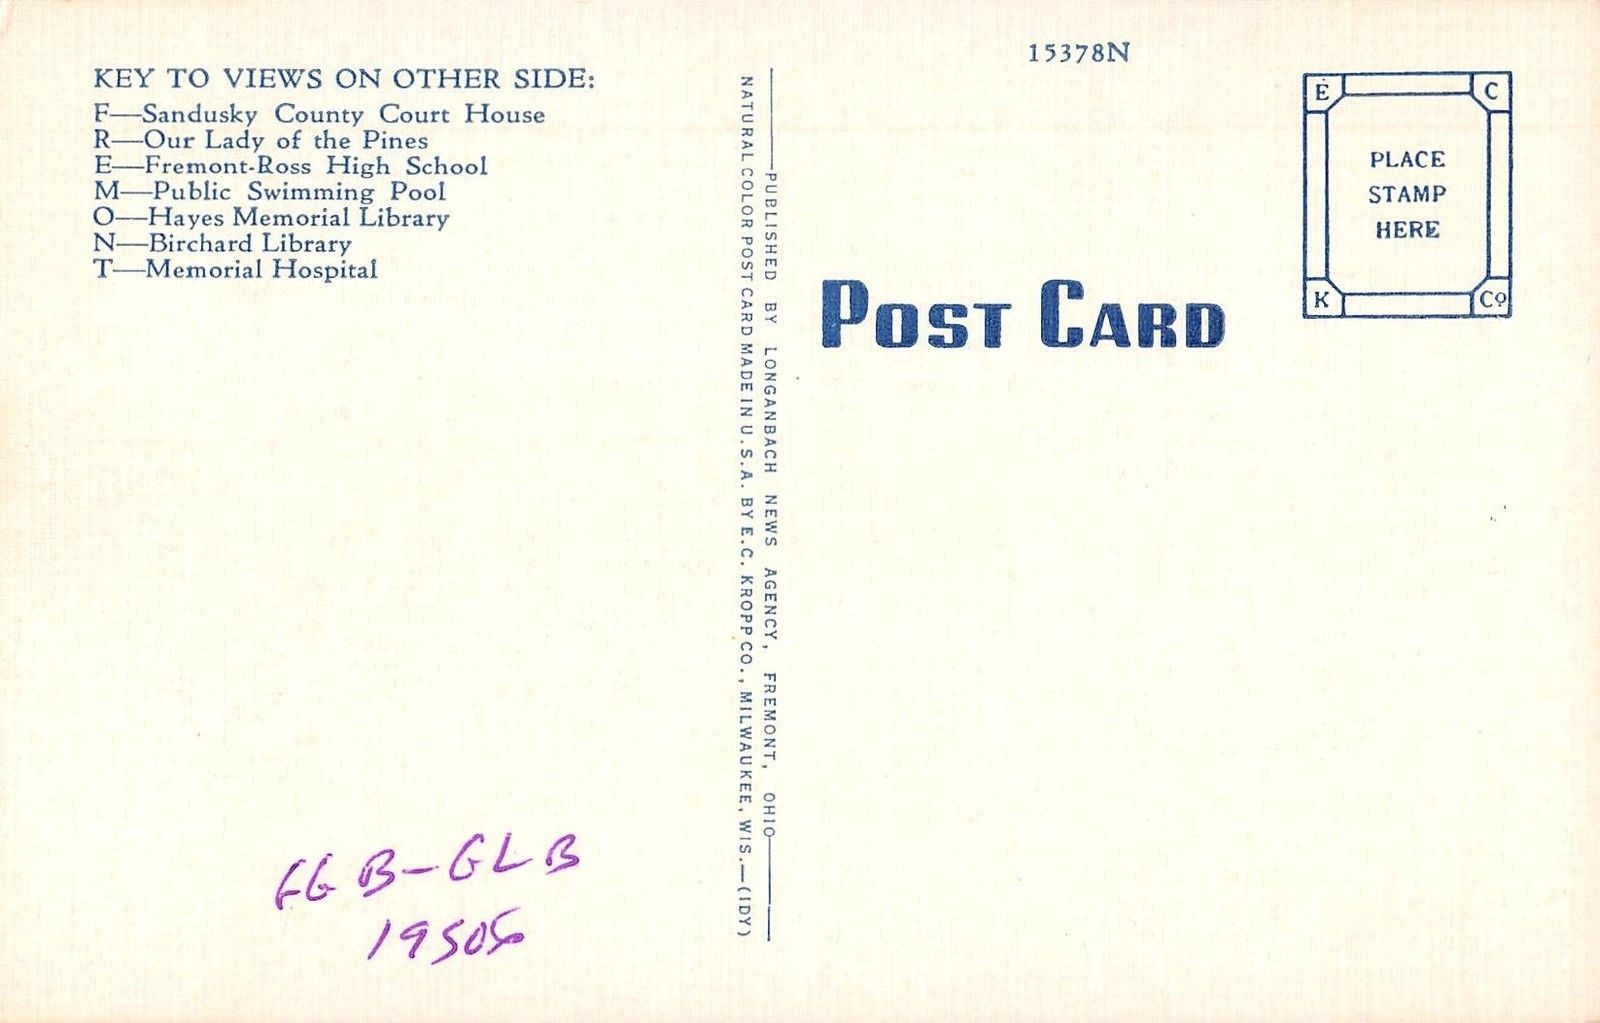 KEY TO VIEWS ON OTHER SIDE:
F—Sandusky County Court House
R—Our Lady of the Pines
E—Fremont-Ross High School
M—Public Swimming Pool
O—Hayes Memorial Library
N—Birchard Library
T—Memorial Hospital
PUBLISHED BY LONGANBACH NEWS AGENCY, FREMONT, OHIO
NATURAL COLOR POST CARD MADE IN U.S.A. BY E.C. KROPP CO., MILWAUKEE, WIS.—(IDY)
15378N
E C
PLACE
STAMP
HERE
K Co
POST CARD
B-GLB